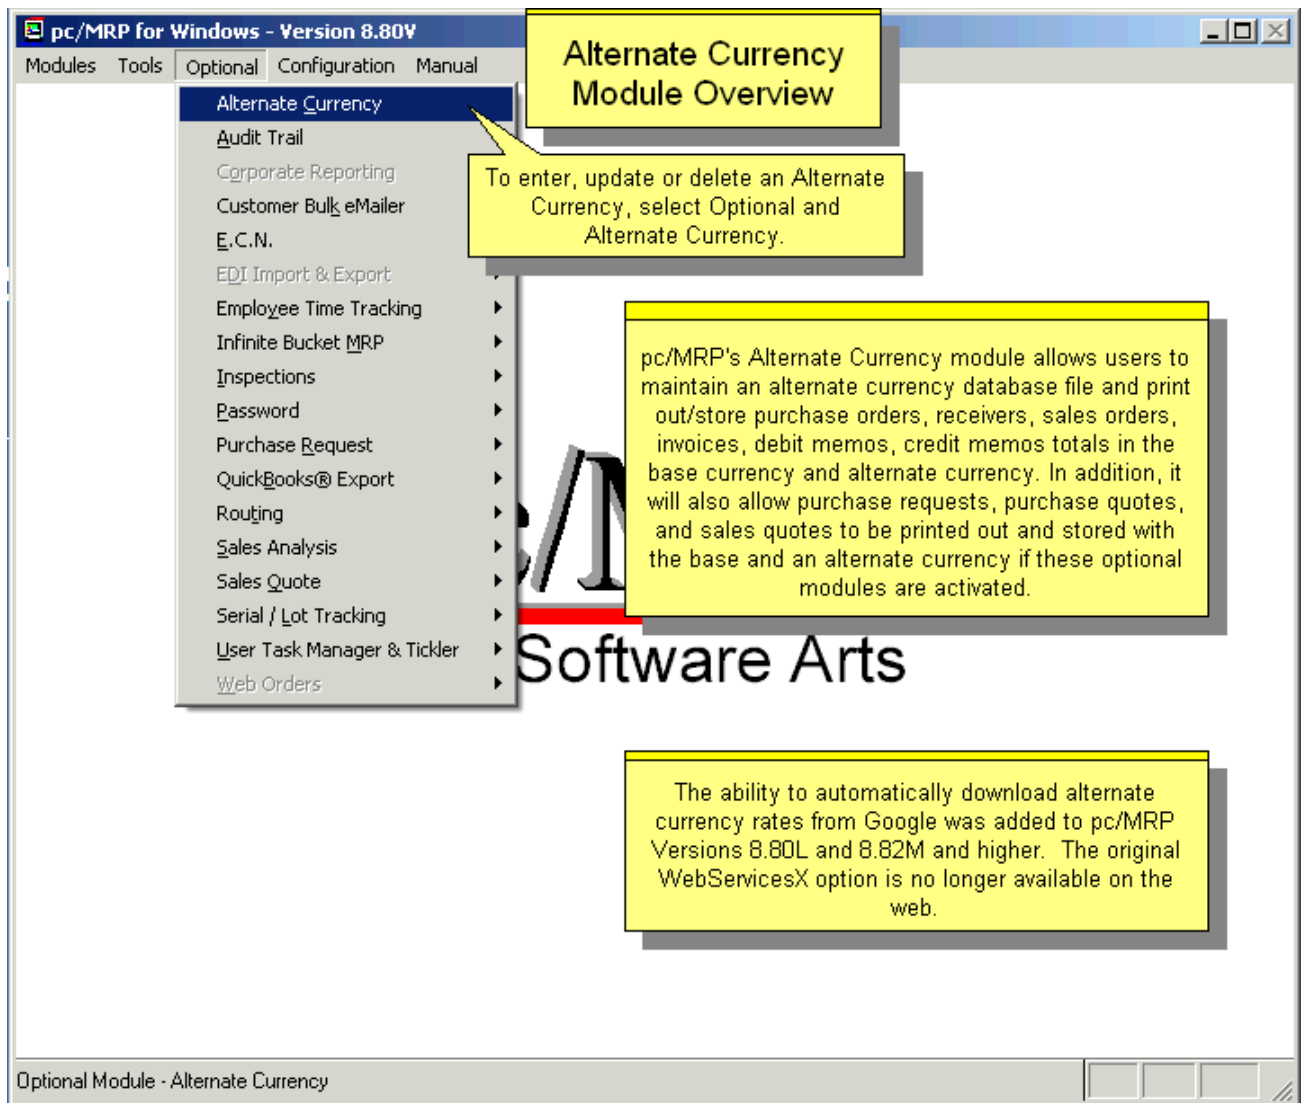 pc/MRP for Windows - Version 8.80V
Modules Tools Optional Configuration Manual
Alternate Currency
Module Overview
Alternate Currency
Audit Trail
Corporate Reporting
Customer Bulk eMailer
E.C.N.
EDI Import & Export
Employee Time Tracking
Infinite Bucket MRP
Inspections
Password
Purchase Request
QuickBooks® Export
Routing
Sales Analysis
Sales Quote
Serial / Lot Tracking
User Task Manager & Tickler
Web Orders
To enter, update or delete an Alternate
Currency, select Optional and
Alternate Currency.
pc/MRP's Alternate Currency module allows users to
maintain an alternate currency database file and print
out/store purchase orders, receivers, sales orders,
invoices, debit memos, credit memos totals in the
base currency and alternate currency. In addition, it
will also allow purchase requests, purchase quotes,
and sales quotes to be printed out and stored with
the base and an alternate currency if these optional
modules are activated.
Software Arts
The ability to automatically download alternate
currency rates from Google was added to pc/MRP
Versions 8.80L and 8.82M and higher. The original
WebServicesX option is no longer available on the
web.
Optional Module - Alternate Currency